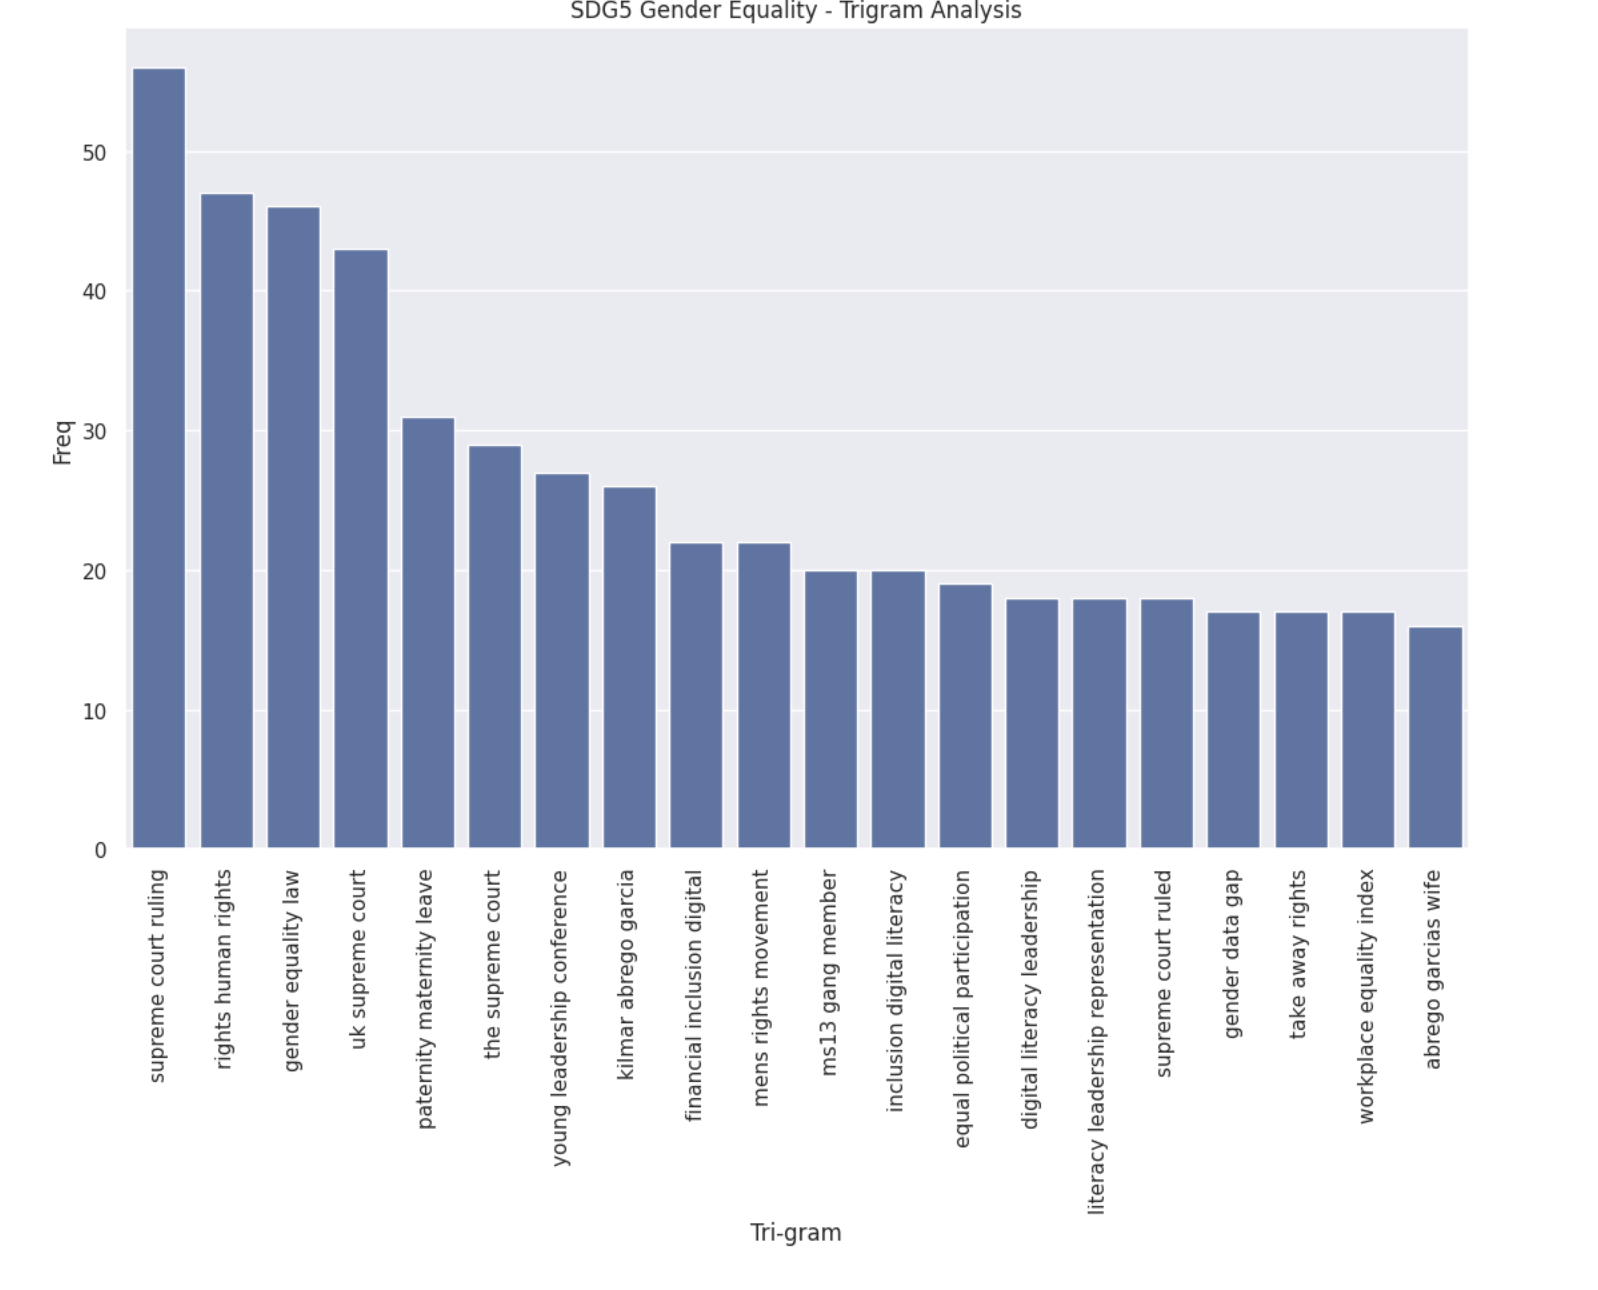 SDG5 Gender Equality - Trigram Analysis
Freq
50
40
30
20
10
0
supreme court ruling
rights human rights
gender equality law
uk supreme court
paternity maternity leave
the supreme court
young leadership conference
kilmar abrego garcia
financial inclusion digital
mens rights movement
ms13 gang member
inclusion digital literacy
equal political participation
digital literacy leadership
literacy leadership representation
supreme court ruled
gender data gap
take away rights
workplace equality index
abrego garcias wife
Tri-gram